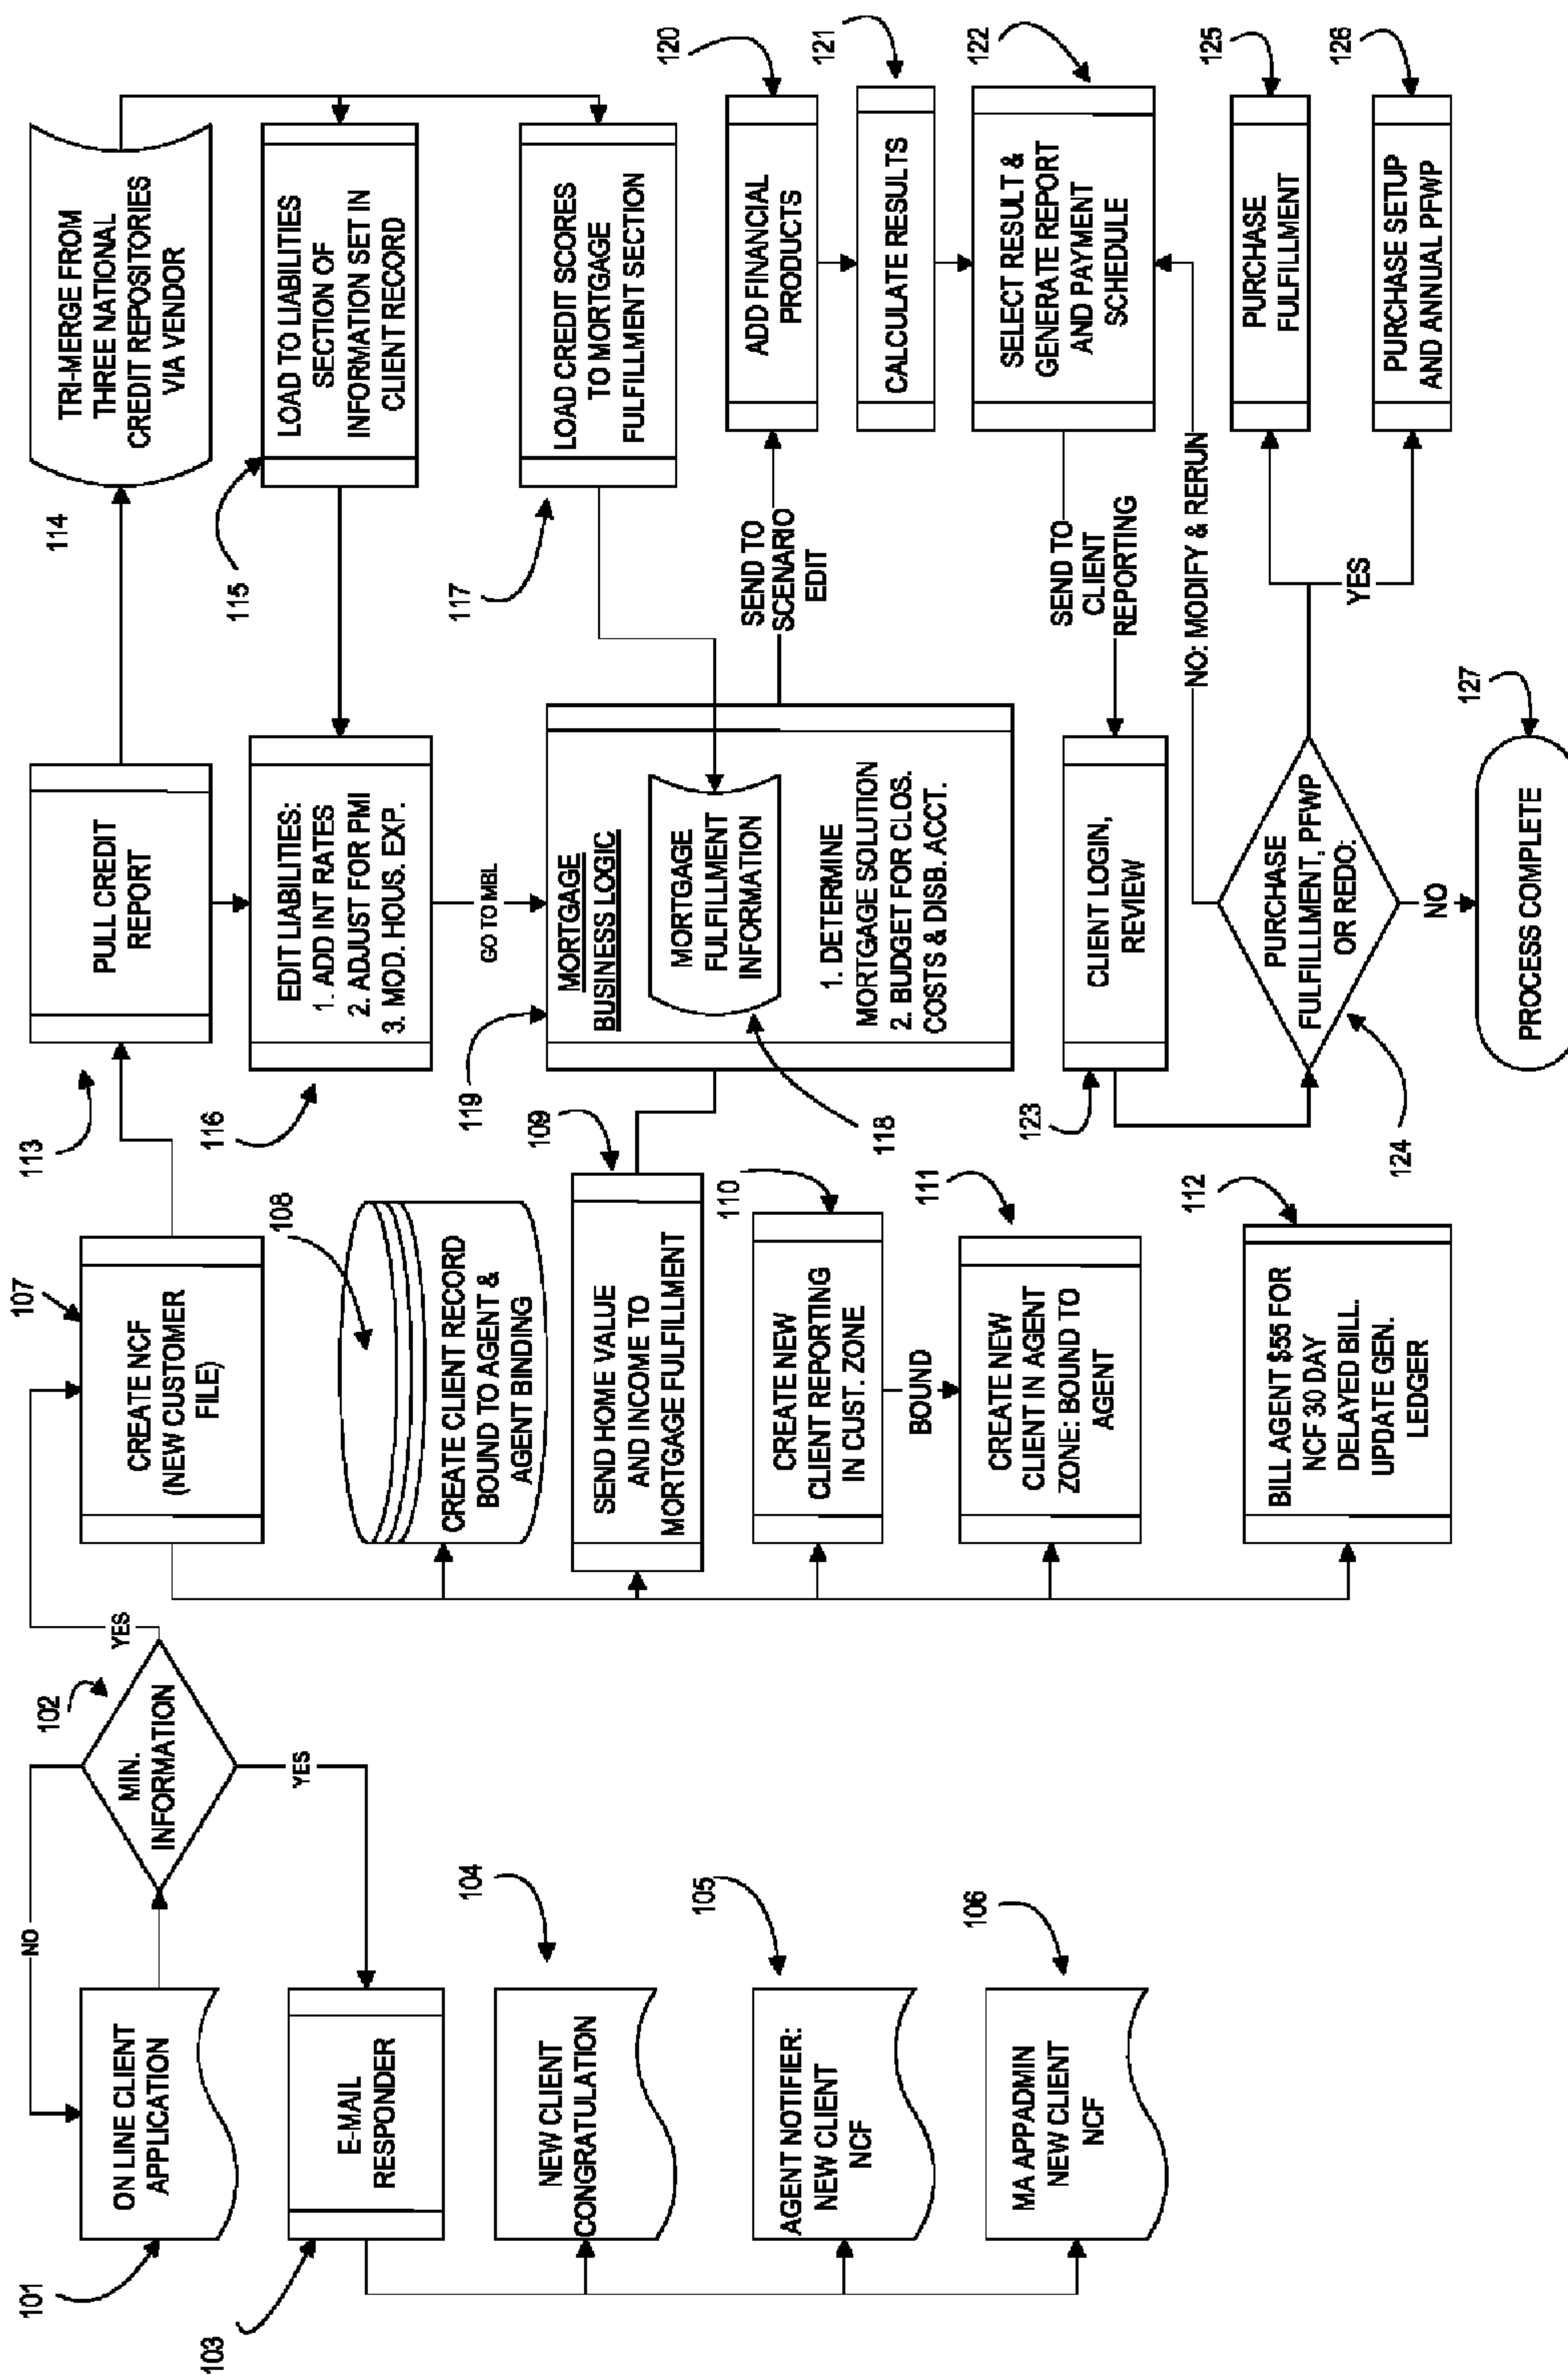 101
ON LINE CLIENT
APPLICATION
NO
102
MIN.
INFORMATION
YES
YES
103
E-MAIL
RESPONDER
104
NEW CLIENT
CONGRATULATION
105
AGENT NOTIFIER:
NEW CLIENT
NCF
106
MA APPADMIN
NEW CLIENT
NCF
107
CREATE NCF
(NEW CUSTOMER
FILE)
108
CREATE CLIENT RECORD
BOUND TO AGENT &
AGENT BINDING
109
SEND HOME VALUE
AND INCOME TO
MORTGAGE FULFILLMENT
110
CREATE NEW
CLIENT REPORTING
IN CUST. ZONE
BOUND
111
CREATE NEW
CLIENT IN AGENT
ZONE: BOUND TO
AGENT
112
BILL AGENT $55 FOR
NCF 30 DAY
DELAYED BILL.
UPDATE GEN.
LEDGER
113
PULL CREDIT
REPORT
114
TRI-MERGE FROM
THREE NATIONAL
CREDIT REPOSITORIES
VIA VENDOR
115
LOAD TO LIABILITIES
SECTION OF
INFORMATION SET IN
CLIENT RECORD
116
EDIT LIABILITIES:
1. ADD INT RATES
2. ADJUST FOR PMI
3. MOD. HOUS. EXP.
GO TO MBL
117
LOAD CREDIT SCORES
TO MORTGAGE
FULFILLMENT SECTION
119
MORTGAGE
BUSINESS LOGIC
MORTGAGE
FULFILLMENT
INFORMATION
118
1. DETERMINE
MORTGAGE SOLUTION
2. BUDGET FOR CLOS.
COSTS & DISB. ACCT.
SEND TO
SCENARIO
EDIT
120
ADD FINANCIAL
PRODUCTS
121
CALCULATE RESULTS
122
SELECT RESULT &
GENERATE REPORT
AND PAYMENT
SCHEDULE
SEND TO
CLIENT
REPORTING
123
CLIENT LOGIN,
REVIEW
124
PURCHASE
FULFILLLMENT, PFWP
OR REDO.
NO: MODIFY & RERUN
YES
NO
125
PURCHASE
FULFILLMENT
126
PURCHASE SETUP
AND ANNUAL PFWP
127
PROCESS COMPLETE